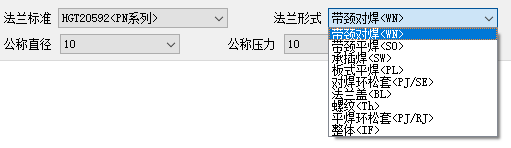 法兰标准 HGT20592<PN系列> 法兰形式 带颈对焊<WN>
公称直径 10 公称压力 10
带颈对焊<WN>
带颈平焊<SO>
承插焊<SW>
板式平焊<PL>
对焊环松套<PJ/SE>
法兰盖<BL>
螺纹<Th>
平焊环松套<PJ/RJ>
整体<IF>